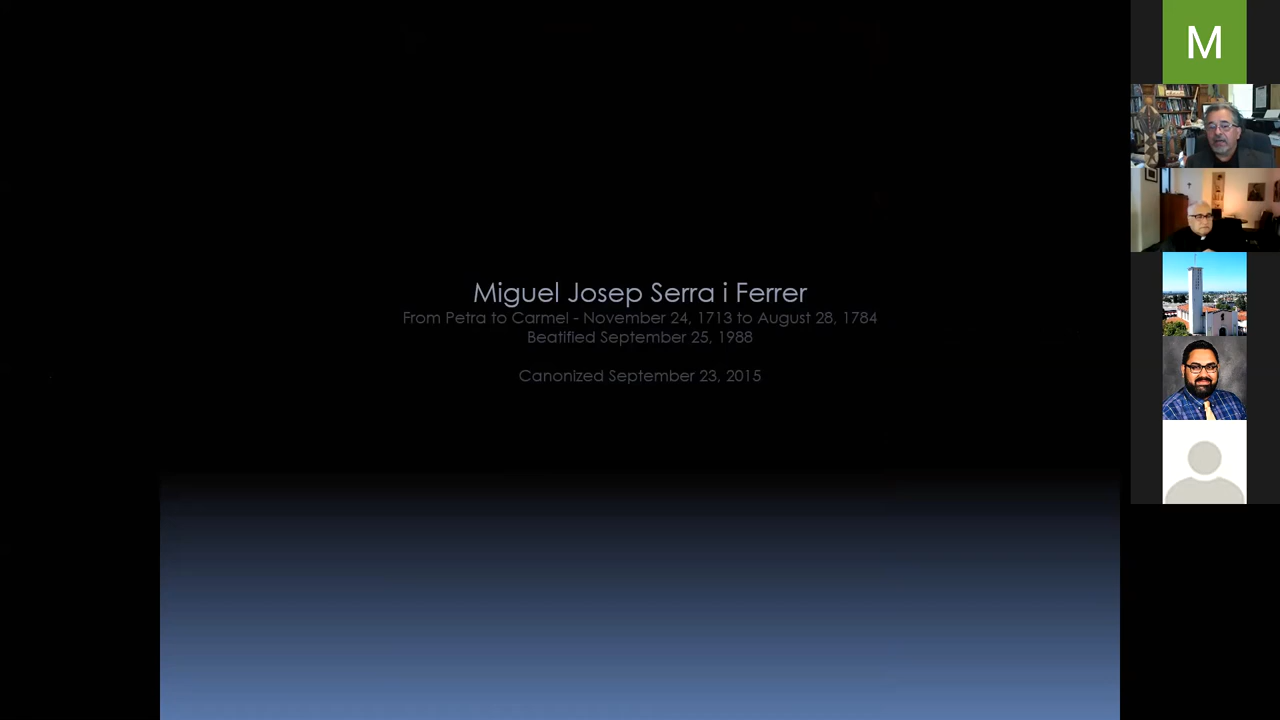 Miguel Josep Serra i Ferrer
From Petra to Carmel - November 24, 1713 to August 28, 1784
Beatified September 25, 1988
Canonized September 23, 2015
M